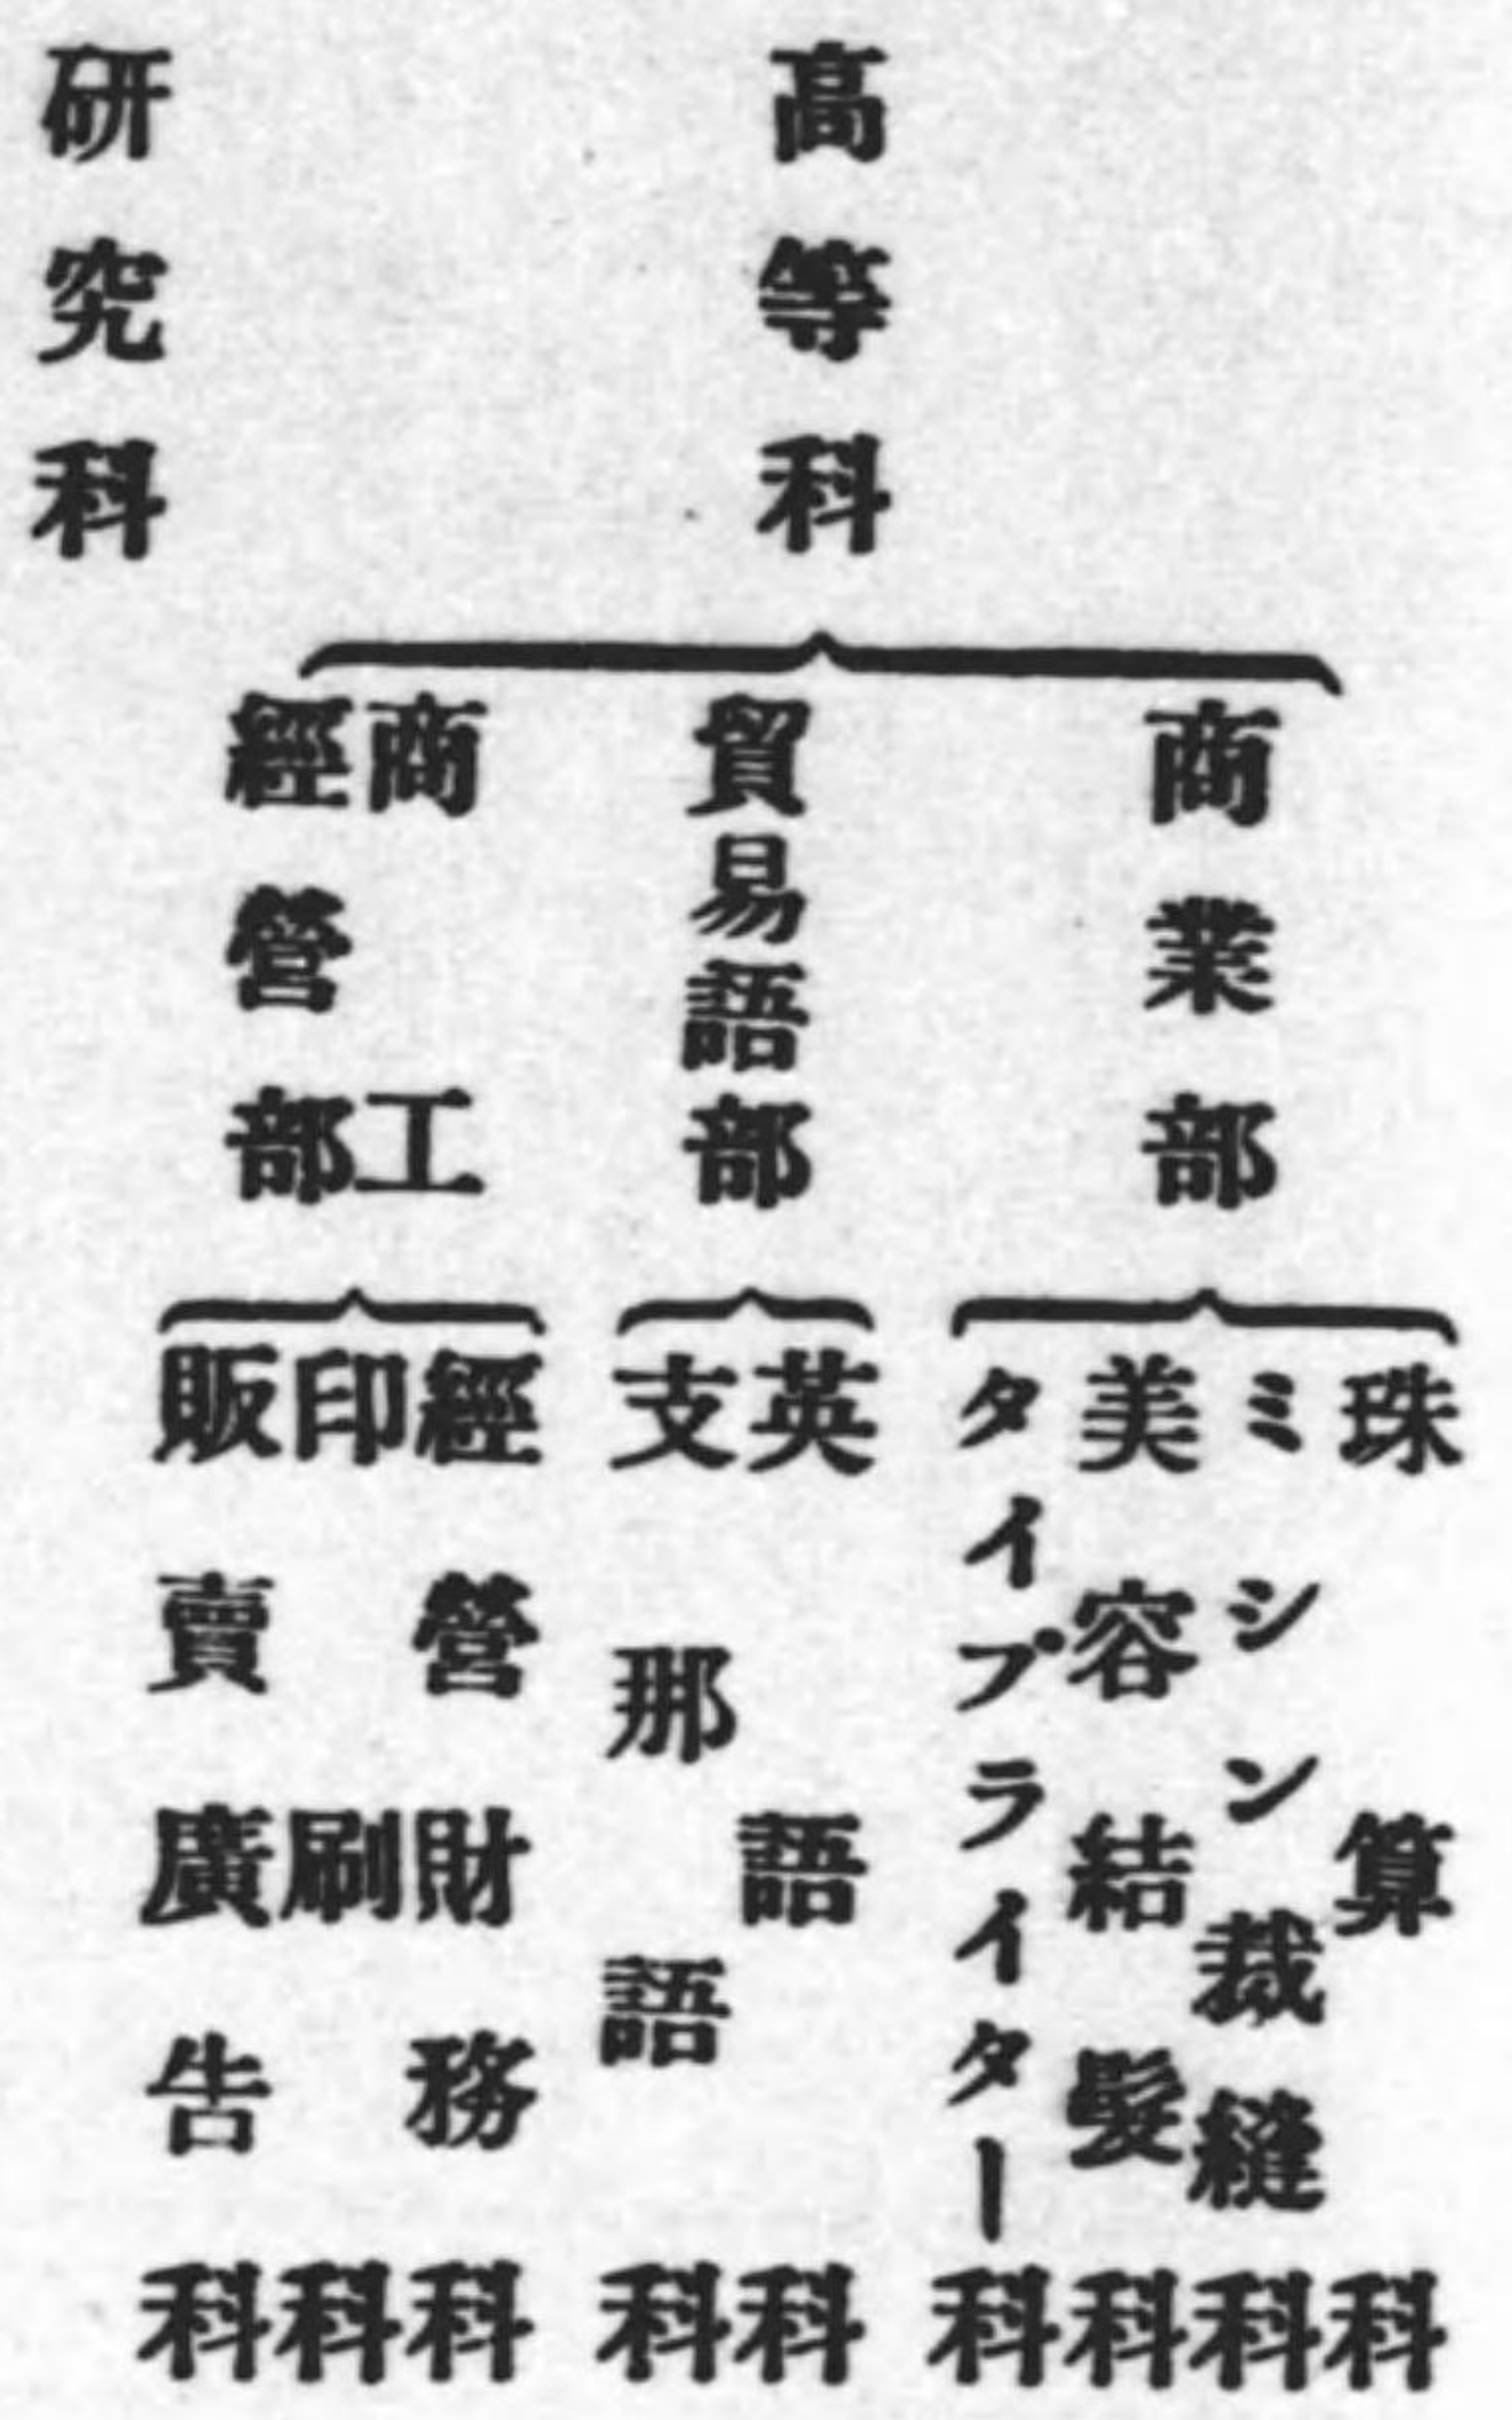 高等科
商業部
珠算科
ミシン裁縫科
美容結髮科
タイプライター科
貿易語部
英語科
支那語科
商工
經營部
經營財務科
印刷科
販賣廣告科
研究科